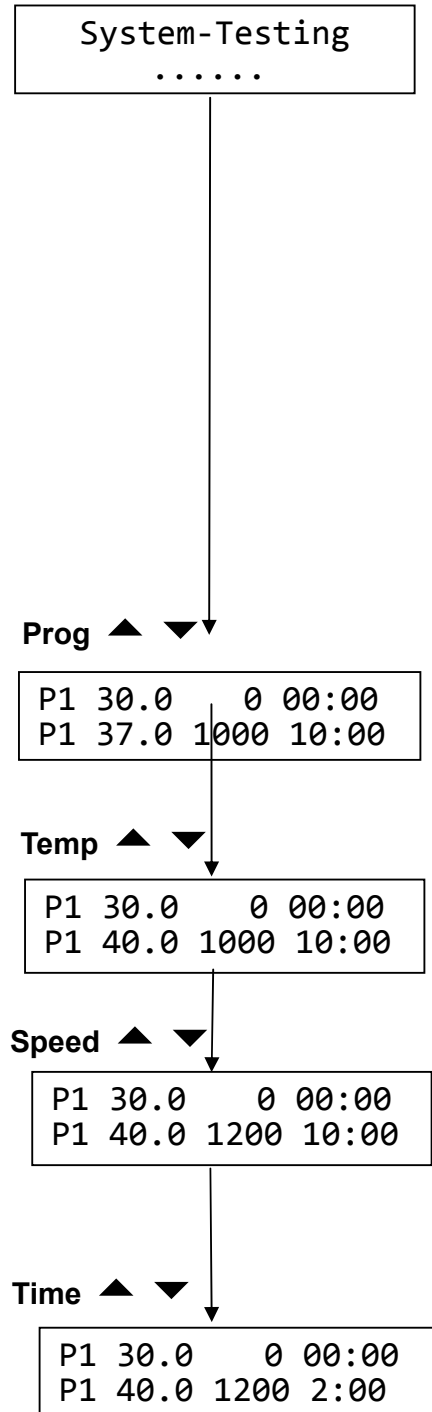 System-Testing
......
Prog ▲ ▼
P1 30.0 0 00:00
P1 37.0 1000 10:00
Temp ▲ ▼
P1 30.0 0 00:00
P1 40.0 1000 10:00
Speed ▲ ▼
P1 30.0 0 00:00
P1 40.0 1200 10:00
Time ▲ ▼
P1 30.0 0 00:00
P1 40.0 1200 2:00